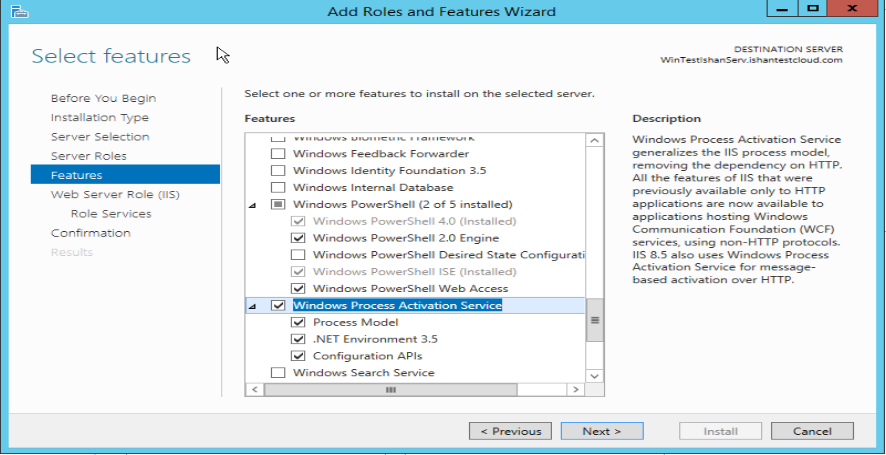 Add Roles and Features Wizard
Select features
DESTINATION SERVER
WinTestIshanServ.ishantestcloud.com
Before You Begin
Installation Type
Server Selection
Server Roles
Features
Web Server Role (IIS)
Role Services
Confirmation
Results
Select one or more features to install on the selected server.
Features
Windows Biometric Framework
Windows Feedback Forwarder
Windows Identity Foundation 3.5
Windows Internal Database
Windows PowerShell (2 of 5 installed)
Windows PowerShell 4.0 (Installed)
Windows PowerShell 2.0 Engine
Windows PowerShell Desired State Configurati
Windows PowerShell ISE (Installed)
Windows PowerShell Web Access
Windows Process Activation Service
Process Model
.NET Environment 3.5
Configuration APIs
Windows Search Service
Description
Windows Process Activation Service
generalizes the IIS process model,
removing the dependency on HTTP.
All the features of IIS that were
previously available only to HTTP
applications are now available to
applications hosting Windows
Communication Foundation (WCF)
services, using non-HTTP protocols.
IIS 8.5 also uses Windows Process
Activation Service for message-
based activation over HTTP.
< Previous
Next >
Install
Cancel